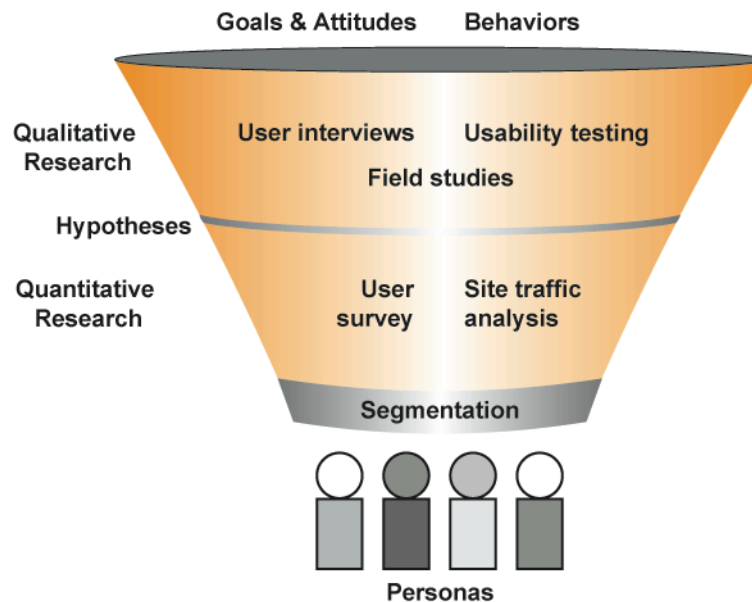 Goals & Attitudes
Behaviors
Qualitative
Research
User interviews
Usability testing
Field studies
Hypotheses
Quantitative
Research
User
survey
Site traffic
analysis
Segmentation
Personas